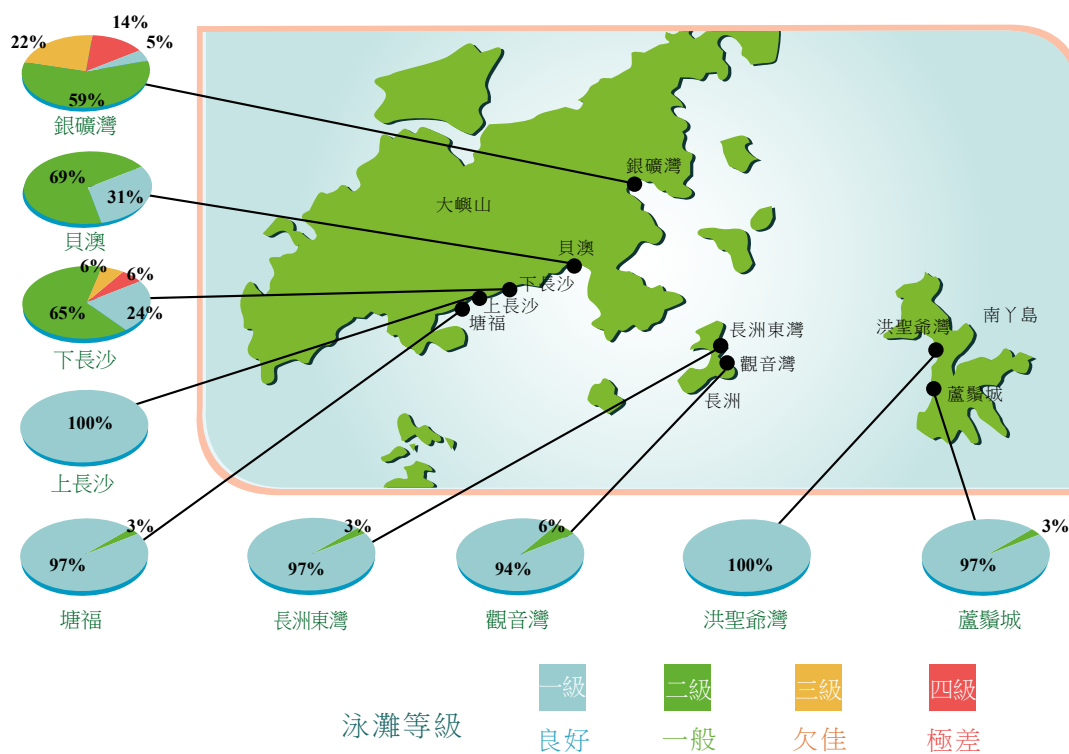 14%
22%
5%
59%
銀礦灣
69%
31%
貝澳
6%
6%
65%
24%
下長沙
100%
上長沙
3%
97%
塘福
3%
97%
長洲東灣
6%
94%
觀音灣
100%
洪聖爺灣
3%
97%
蘆鬚城
銀礦灣
大嶼山
貝澳
下長沙
上長沙
塘福
長洲東灣
觀音灣
長洲
南丫島
洪聖爺灣
蘆鬚城
泳灘等級
一級
良好
二級
一般
三級
欠佳
四級
極差